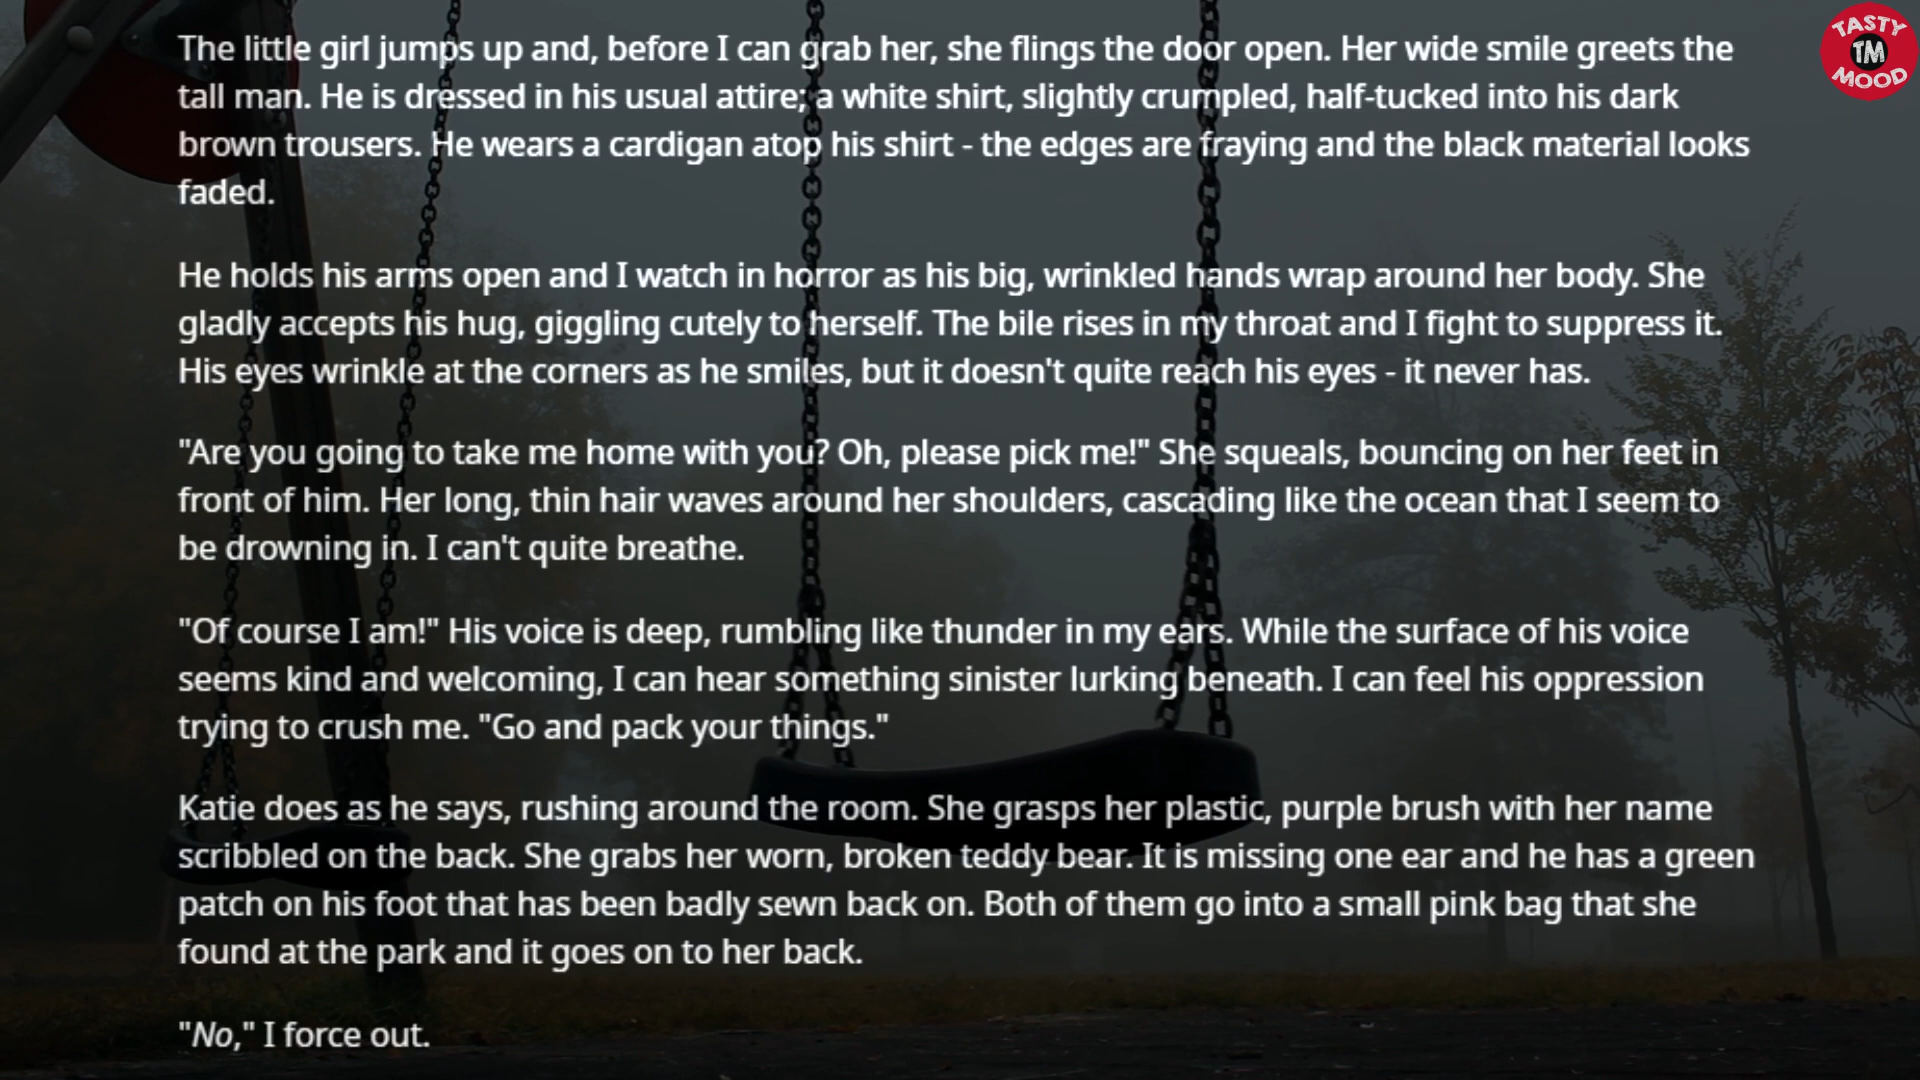 The little girl jumps up and, before I can grab her, she flings the door open. Her wide smile greets the
tall man. He is dressed in his usual attire; a white shirt, slightly crumpled, half-tucked into his dark
brown trousers. He wears a cardigan atop his shirt - the edges are fraying and the black material looks
faded.
He holds his arms open and I watch in horror as his big, wrinkled hands wrap around her body. She
gladly accepts his hug, giggling cutely to herself. The bile rises in my throat and I fight to suppress it.
His eyes wrinkle at the corners as he smiles, but it doesn't quite reach his eyes - it never has.
"Are you going to take me home with you? Oh, please pick me!" She squeals, bouncing on her feet in
front of him. Her long, thin hair waves around her shoulders, cascading like the ocean that I seem to
be drowning in. I can't quite breathe.
"Of course I am!" His voice is deep, rumbling like thunder in my ears. While the surface of his voice
seems kind and welcoming, I can hear something sinister lurking beneath. I can feel his oppression
trying to crush me. "Go and pack your things."
Katie does as he says, rushing around the room. She grasps her plastic, purple brush with her name
scribbled on the back. She grabs her worn, broken teddy bear. It is missing one ear and he has a green
patch on his foot that has been badly sewn back on. Both of them go into a small pink bag that she
found at the park and it goes on to her back.
"No," I force out.
TASTY
TM
MOOD